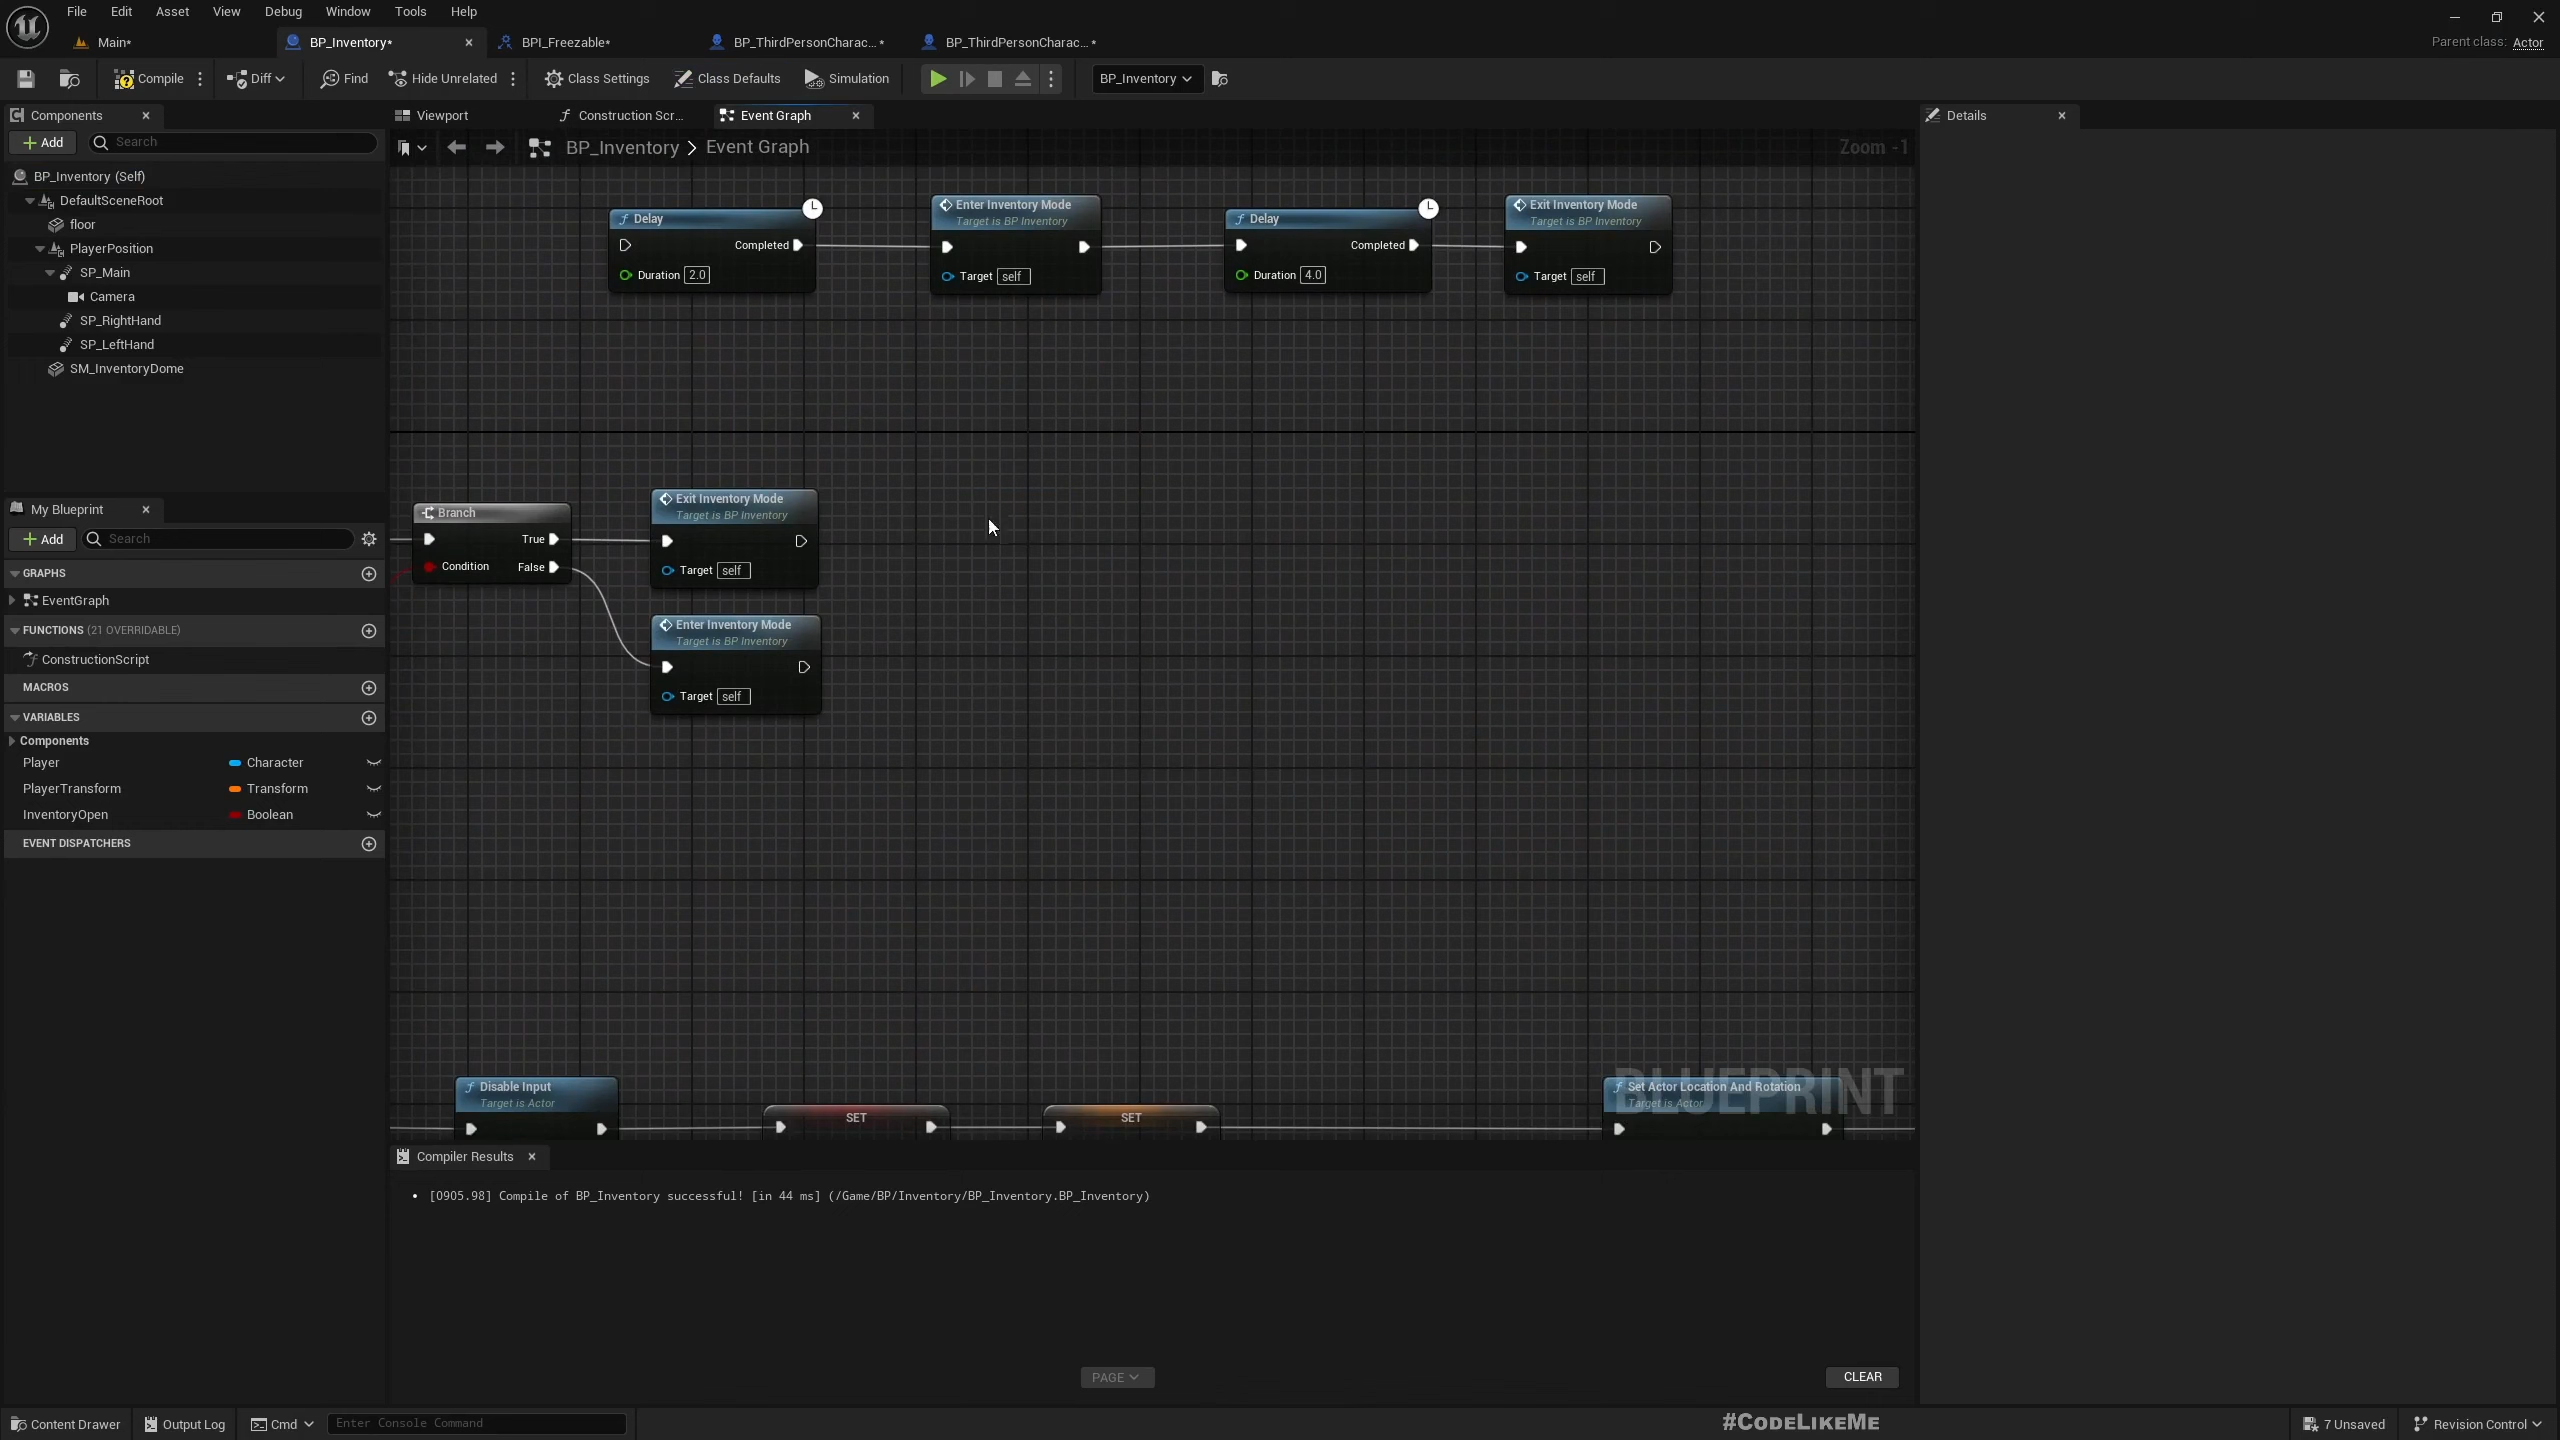 File Edit Asset View Debug Window Tools Help
Main*
BP_Inventory*
BPI_Freezable*
BP_ThirdPersonCharac...*
BP_ThirdPersonCharac...*
Parent class: Actor
Compile
Diff
Find
Hide Unrelated
Class Settings
Class Defaults
Simulation
BP_Inventory
Components
Add
Search
BP_Inventory (Self)
DefaultSceneRoot
floor
PlayerPosition
SP_Main
Camera
SP_RightHand
SP_LeftHand
SM_InventoryDome
My Blueprint
Add
Search
GRAPHS
EventGraph
FUNCTIONS (21 OVERRIDABLE)
ConstructionScript
MACROS
VARIABLES
Components
Player Character
PlayerTransform Transform
InventoryOpen Boolean
EVENT DISPATCHERS
Viewport
Construction Scr...
Event Graph
BP_Inventory > Event Graph
Zoom -1
Delay
Completed
Duration 2.0
Enter Inventory Mode
Target is BP Inventory
Target self
Delay
Completed
Duration 4.0
Exit Inventory Mode
Target is BP Inventory
Target self
Branch
True
Condition False
Exit Inventory Mode
Target is BP Inventory
Target self
Enter Inventory Mode
Target is BP Inventory
Target self
Disable Input
Target is Actor
SET
SET
Set Actor Location And Rotation
Target is Actor
BLUEPRINT
Compiler Results
• [0905.98] Compile of BP_Inventory successful! [in 44 ms] (/Game/BP/Inventory/BP_Inventory.BP_Inventory)
PAGE
CLEAR
Details
Content Drawer
Output Log
Cmd
Enter Console Command
#CODELIKEME
7 Unsaved
Revision Control